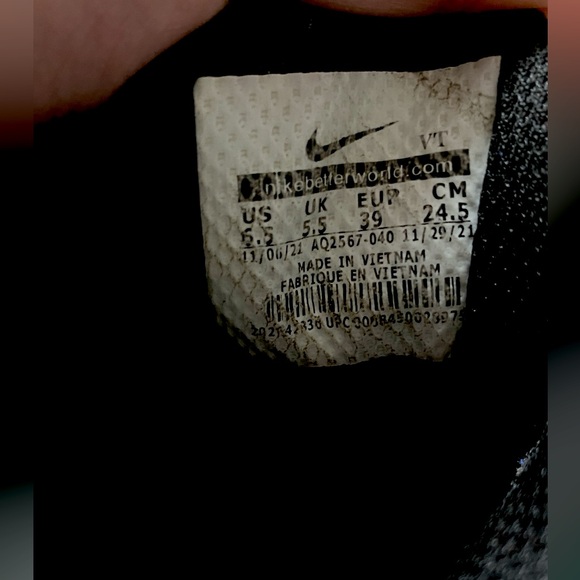 VT
nikebetterworld.com
US UK EUR CM
6.5 5.5 39 24.5
11/06/21 AQ2567-040 11/29/21
MADE IN VIETNAM
FABRIQUE EN VIETNAM
UPC